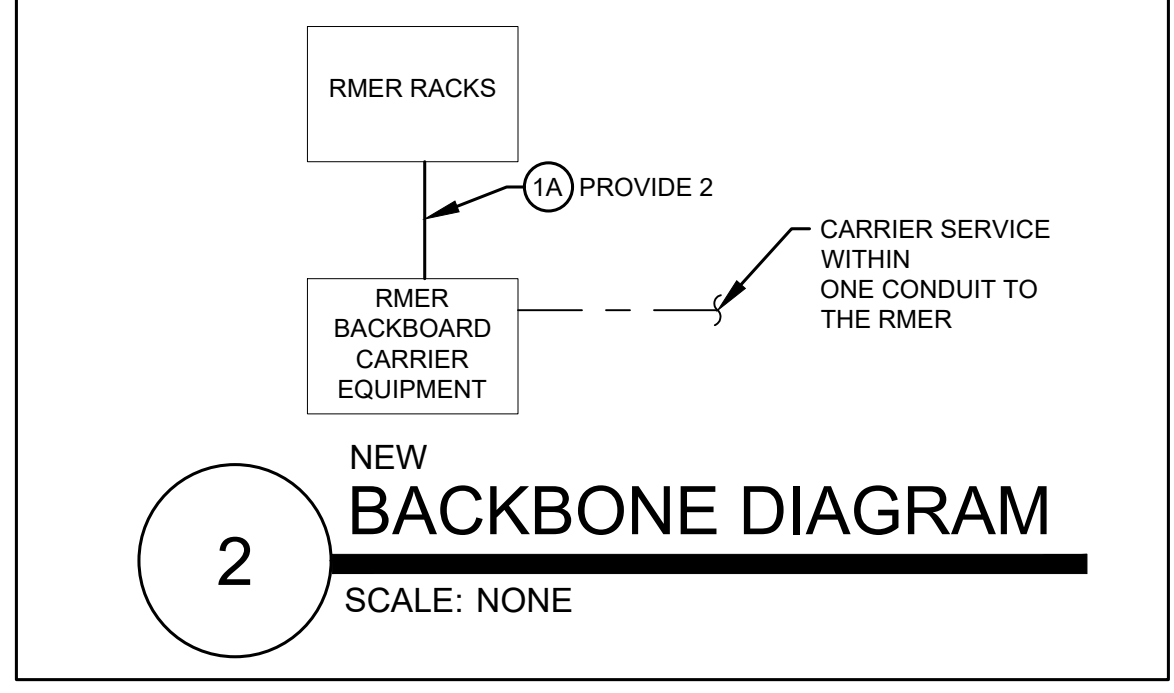 RMER RACKS
1A PROVIDE 2
CARRIER SERVICE
WITHIN
ONE CONDUIT TO
THE RMER
RMER
BACKBOARD
CARRIER
EQUIPMENT
NEW
BACKBONE DIAGRAM
2
SCALE: NONE